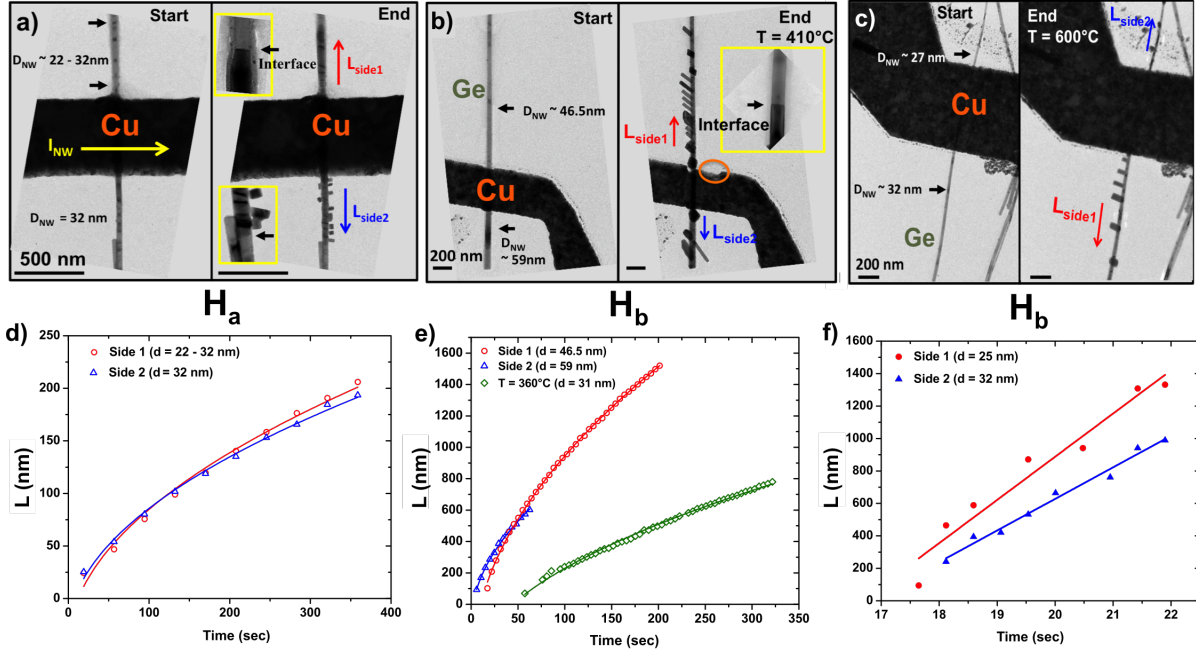 a)
Start
End
D_NW ~ 22 - 32nm
Interface
L_side1
Cu
I_NW
D_NW = 32 nm
L_side2
500 nm
b)
Start
End
T = 410°C
Ge
D_NW ~ 46.5nm
Interface
L_side1
Cu
L_side2
D_NW
~ 59nm
200 nm
c)
Start
End
T = 600°C
L_side2
D_NW ~ 27 nm
Cu
D_NW ~ 32 nm
L_side1
Ge
200 nm
H_a
H_b
H_b
d)
Side 1 (d = 22 - 32 nm)
Side 2 (d = 32 nm)
L (nm)
250
200
150
100
50
0
0
100
200
300
400
Time (sec)
e)
Side 1 (d = 46.5 nm)
Side 2 (d = 59 nm)
T = 360°C (d = 31 nm)
L (nm)
1600
1400
1200
1000
800
600
400
200
0
0
50
100
150
200
250
300
350
Time (sec)
f)
Side 1 (d = 25 nm)
Side 2 (d = 32 nm)
L (nm)
1600
1400
1200
1000
800
600
400
200
0
17
18
19
20
21
22
Time (sec)